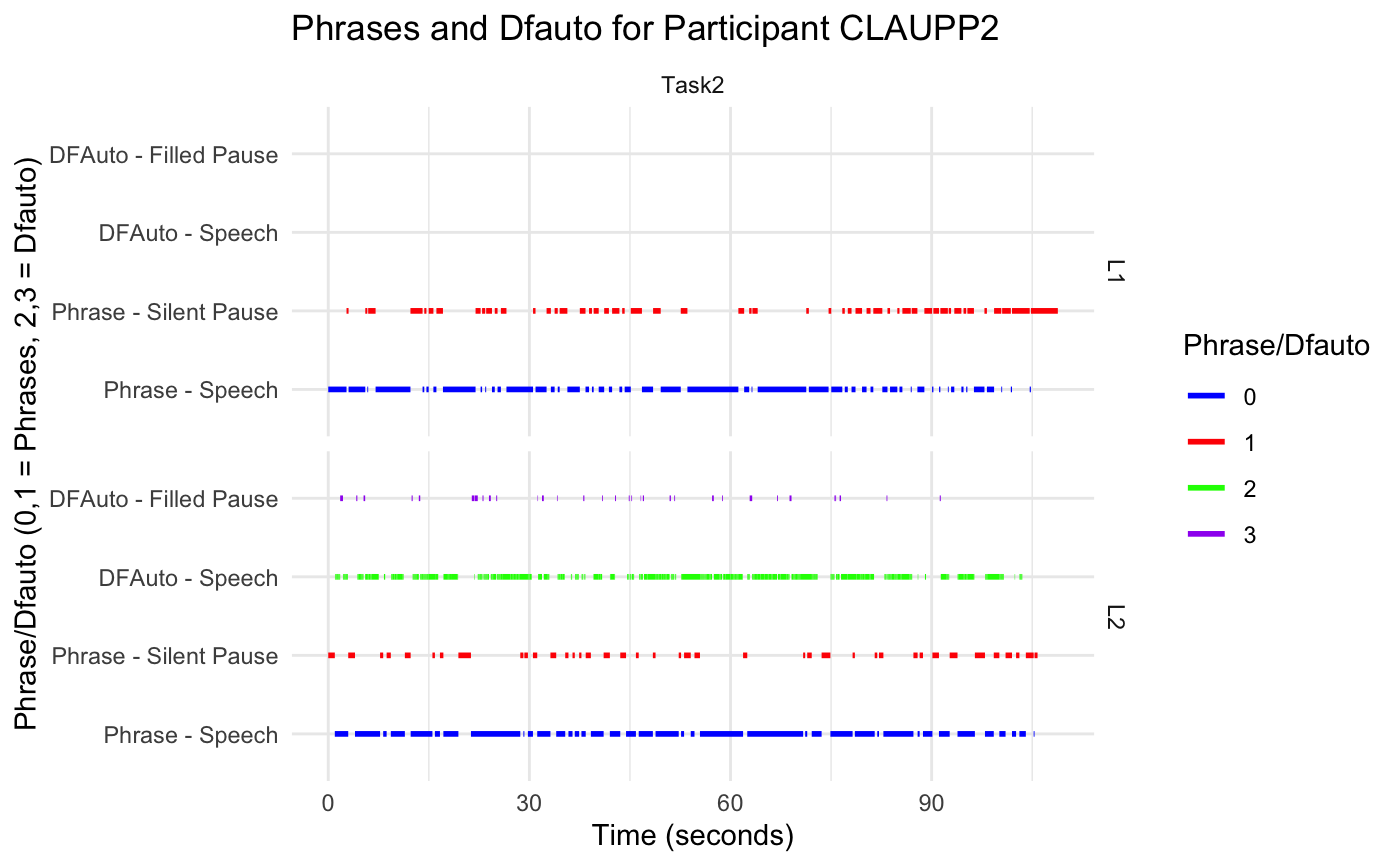 Phrases and Dfauto for Participant CLAUPP2
Task2
Phrase/Dfauto (0,1 = Phrases, 2,3 = Dfauto)
DFAuto - Filled Pause
DFAuto - Speech
Phrase - Silent Pause
Phrase - Speech
L1
DFAuto - Filled Pause
DFAuto - Speech
Phrase - Silent Pause
Phrase - Speech
L2
0 30 60 90
Time (seconds)
Phrase/Dfauto
0
1
2
3